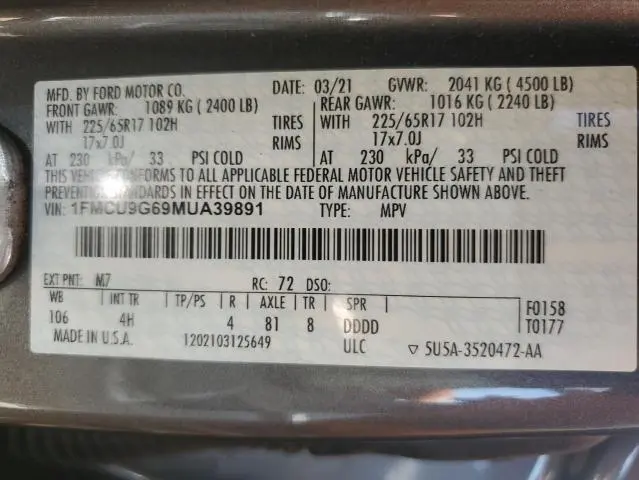 MFD. BY FORD MOTOR CO. DATE: 03/21 GVWR: 2041 KG ( 4500 LB)
FRONT GAWR: 1089 KG ( 2400 LB) REAR GAWR: 1016 KG ( 2240 LB)
WITH 225/65R17 102H TIRES WITH 225/65R17 102H TIRES
17x7.0J RIMS 17x7.0J RIMS
AT 230 kPa/ 33 PSI COLD AT 230 kPa/ 33 PSI COLD
THIS VEHICLE CONFORMS TO ALL APPLICABLE FEDERAL MOTOR VEHICLE SAFETY AND THEFT
PREVENTION STANDARDS IN EFFECT ON THE DATE OF MANUFACTURE SHOWN ABOVE.
VIN: 1FMCU9G69MUA39891 TYPE: MPV
EXT PNT: M7 RC: 72 DSO:
WB INT TR TP/PS R AXLE TR SPR F0158
106 4H 4 81 8 DDDD T0177
MADE IN U.S.A. 1202103125649 ULC ▽ 5U5A-3520472-AA